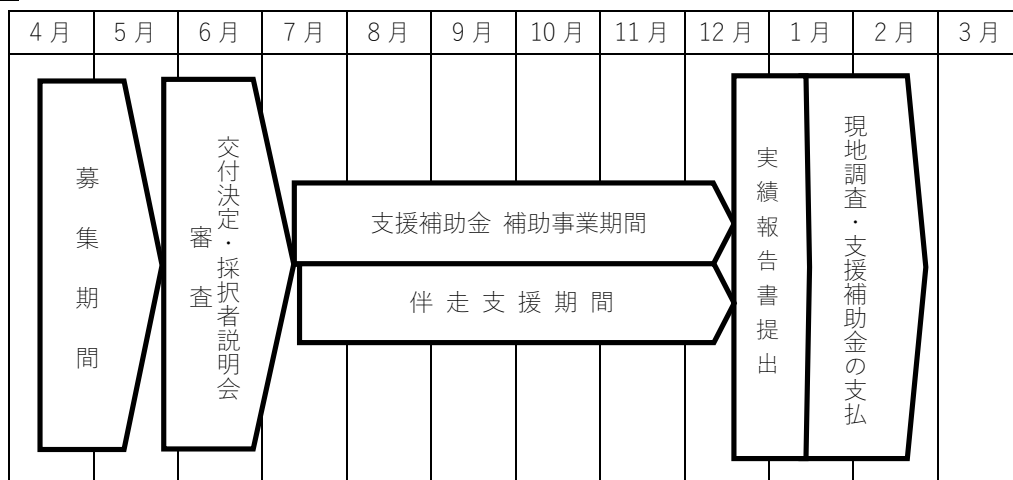 4月 5月 6月 7月 8月 9月 10月 11月 12月 1月 2月 3月
募集期間
審査
交付決定・採択者説明会
支援補助金 補助事業期間
伴走支援期間
実績報告書提出
現地調査・支援補助金の支払